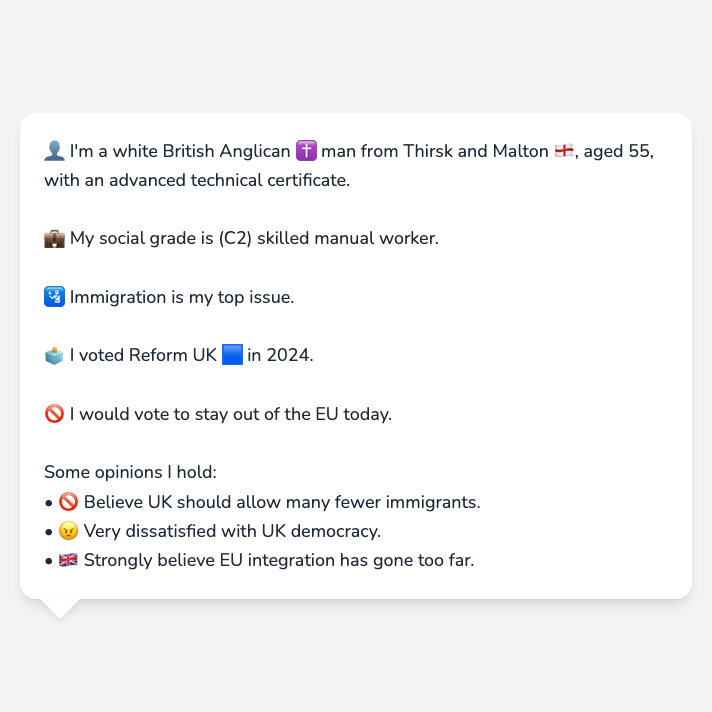 👤 I'm a white British Anglican ✝️ man from Thirsk and Malton 🏴󠁧󠁢󠁥󠁮󠁧󠁿, aged 55,
with an advanced technical certificate.
💼 My social grade is (C2) skilled manual worker.
🛂 Immigration is my top issue.
🗳️ I voted Reform UK 🟦 in 2024.
🚫 I would vote to stay out of the EU today.
Some opinions I hold:
• 🚫 Believe UK should allow many fewer immigrants.
• 😠 Very dissatisfied with UK democracy.
• 🇬🇧 Strongly believe EU integration has gone too far.